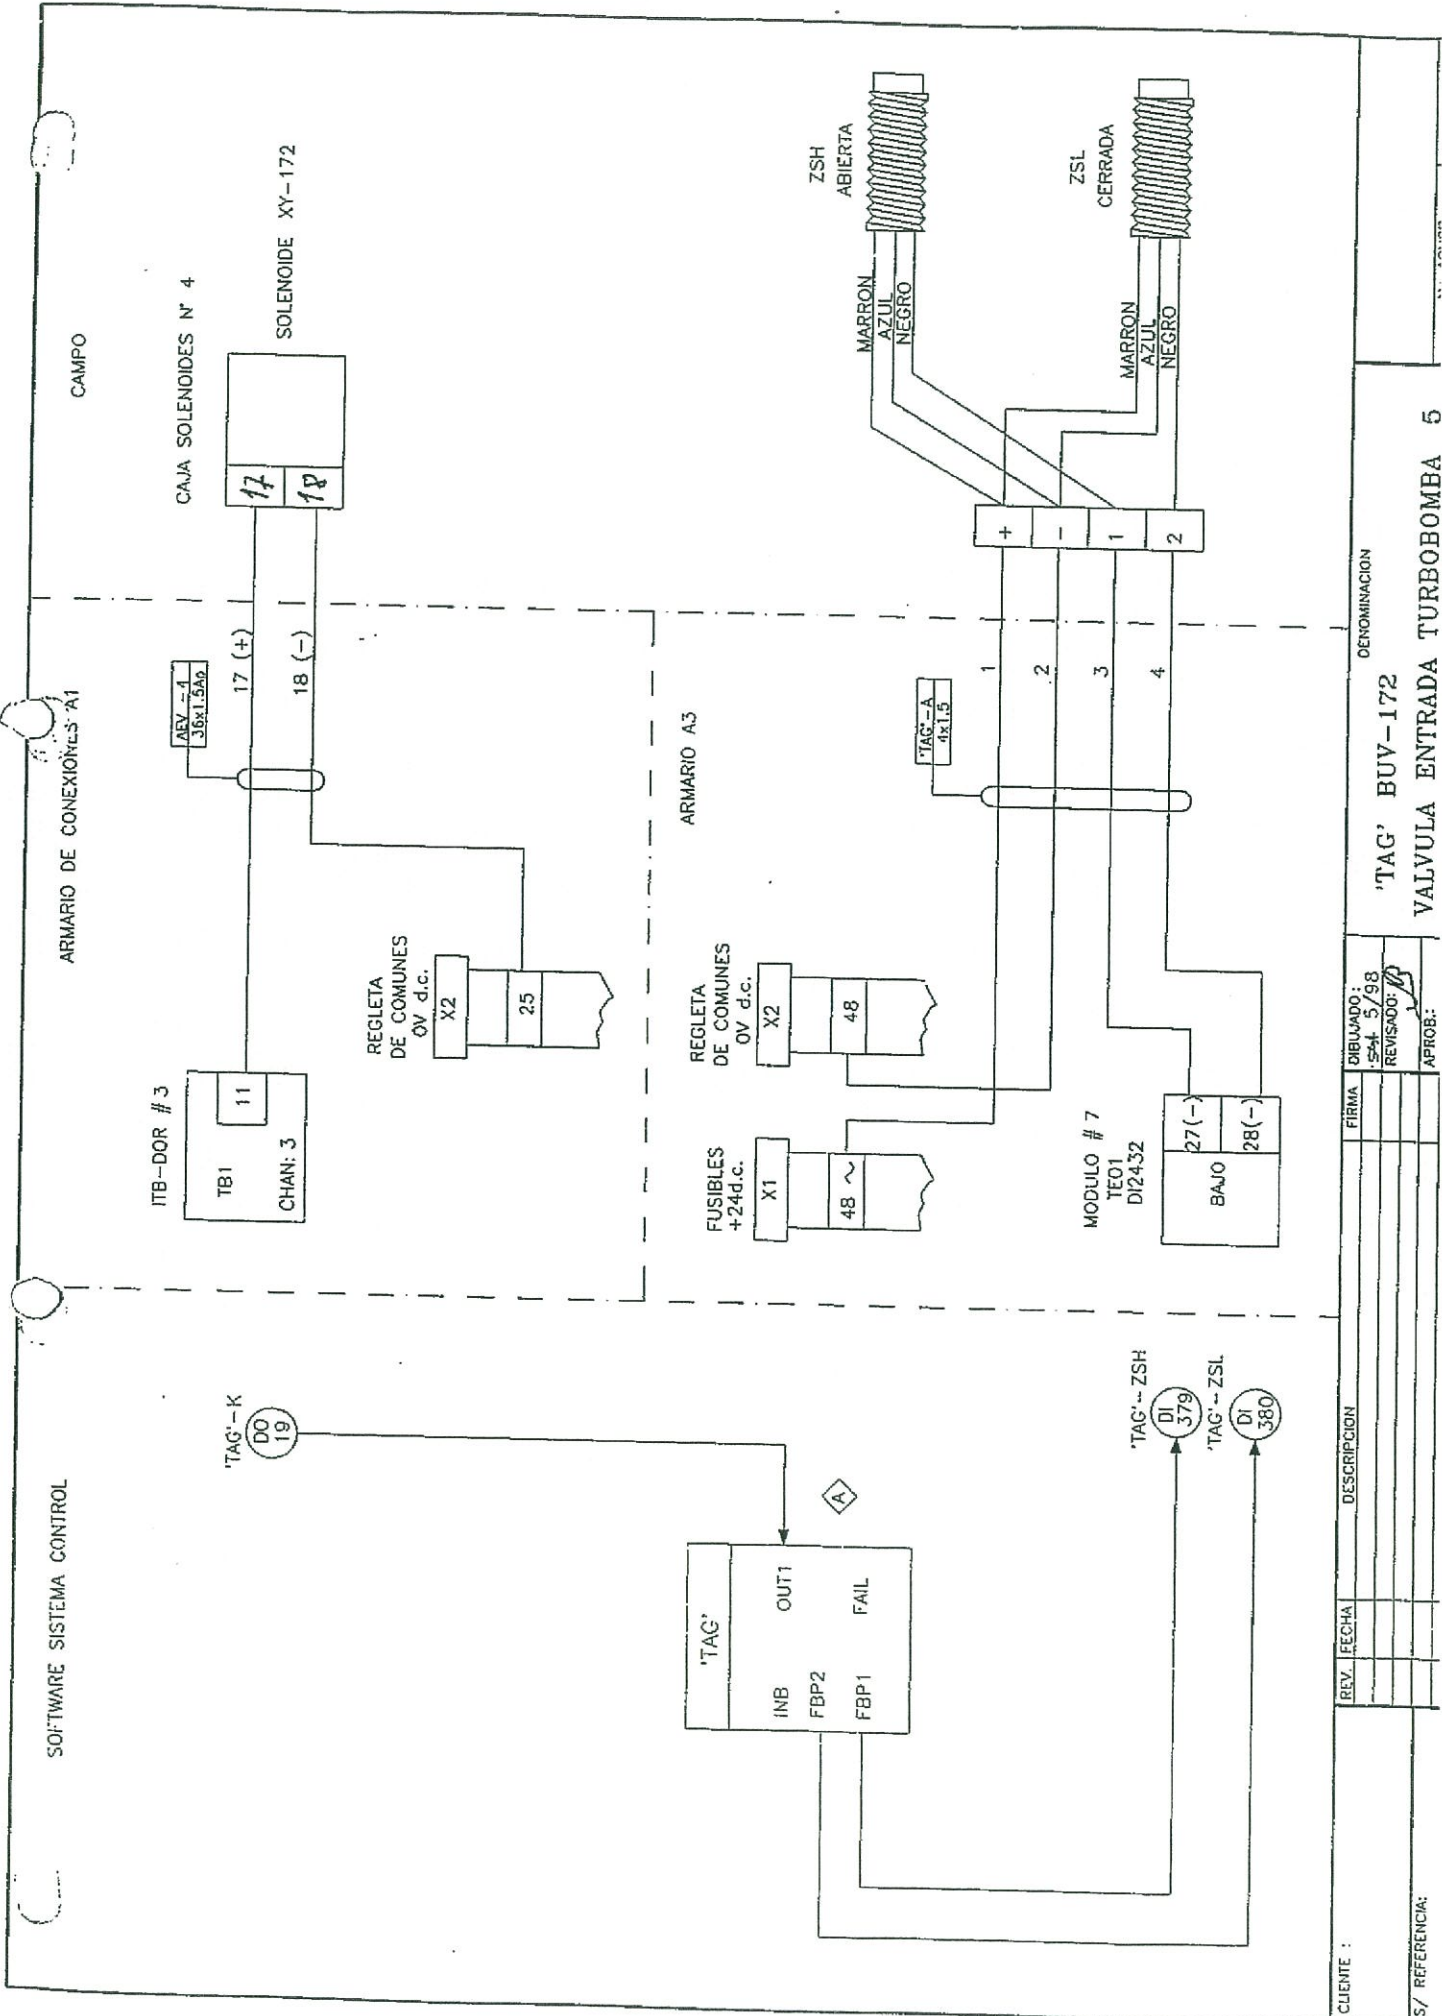 SOFTWARE SISTEMA CONTROL
ARMARIO DE CONEXIONES A1
CAMPO
'TAG'-K
DO
19
ITB-DOR #3
TB1
11
CHAN: 3
AEV -4
36x1.5Ap
17 (+)
18 (-)
CAJA SOLENOIDES N° 4
17
18
SOLENOIDE XY-172
REGLETA
DE COMUNES
0V d.c.
X2
25
ARMARIO A3
'TAG'
INB
OUT1
FBP2
FBP1
FAIL
A
FUSIBLES
+24d.c.
X1
48 ~
REGLETA
DE COMUNES
0V d.c.
X2
48
'TAG'-A
4x1.5
1
2
3
4
+
-
1
2
ZSH
ABIERTA
MARRON
AZUL
NEGRO
ZSL
CERRADA
MARRON
AZUL
NEGRO
MODULO #7
TE01
DI2432
BAJO
27(-)
28(-)
'TAG'-ZSH
DI
379
'TAG'-ZSL
DI
380
CLIENTE :
S/ REFERENCIA:
REV.
FECHA
DESCRIPCION
FIRMA
DIBUJADO:
5/98
REVISADO:
APROB.:
DENOMINACION
'TAG' BUV-172
VALVULA ENTRADA TURBOBOMBA 5